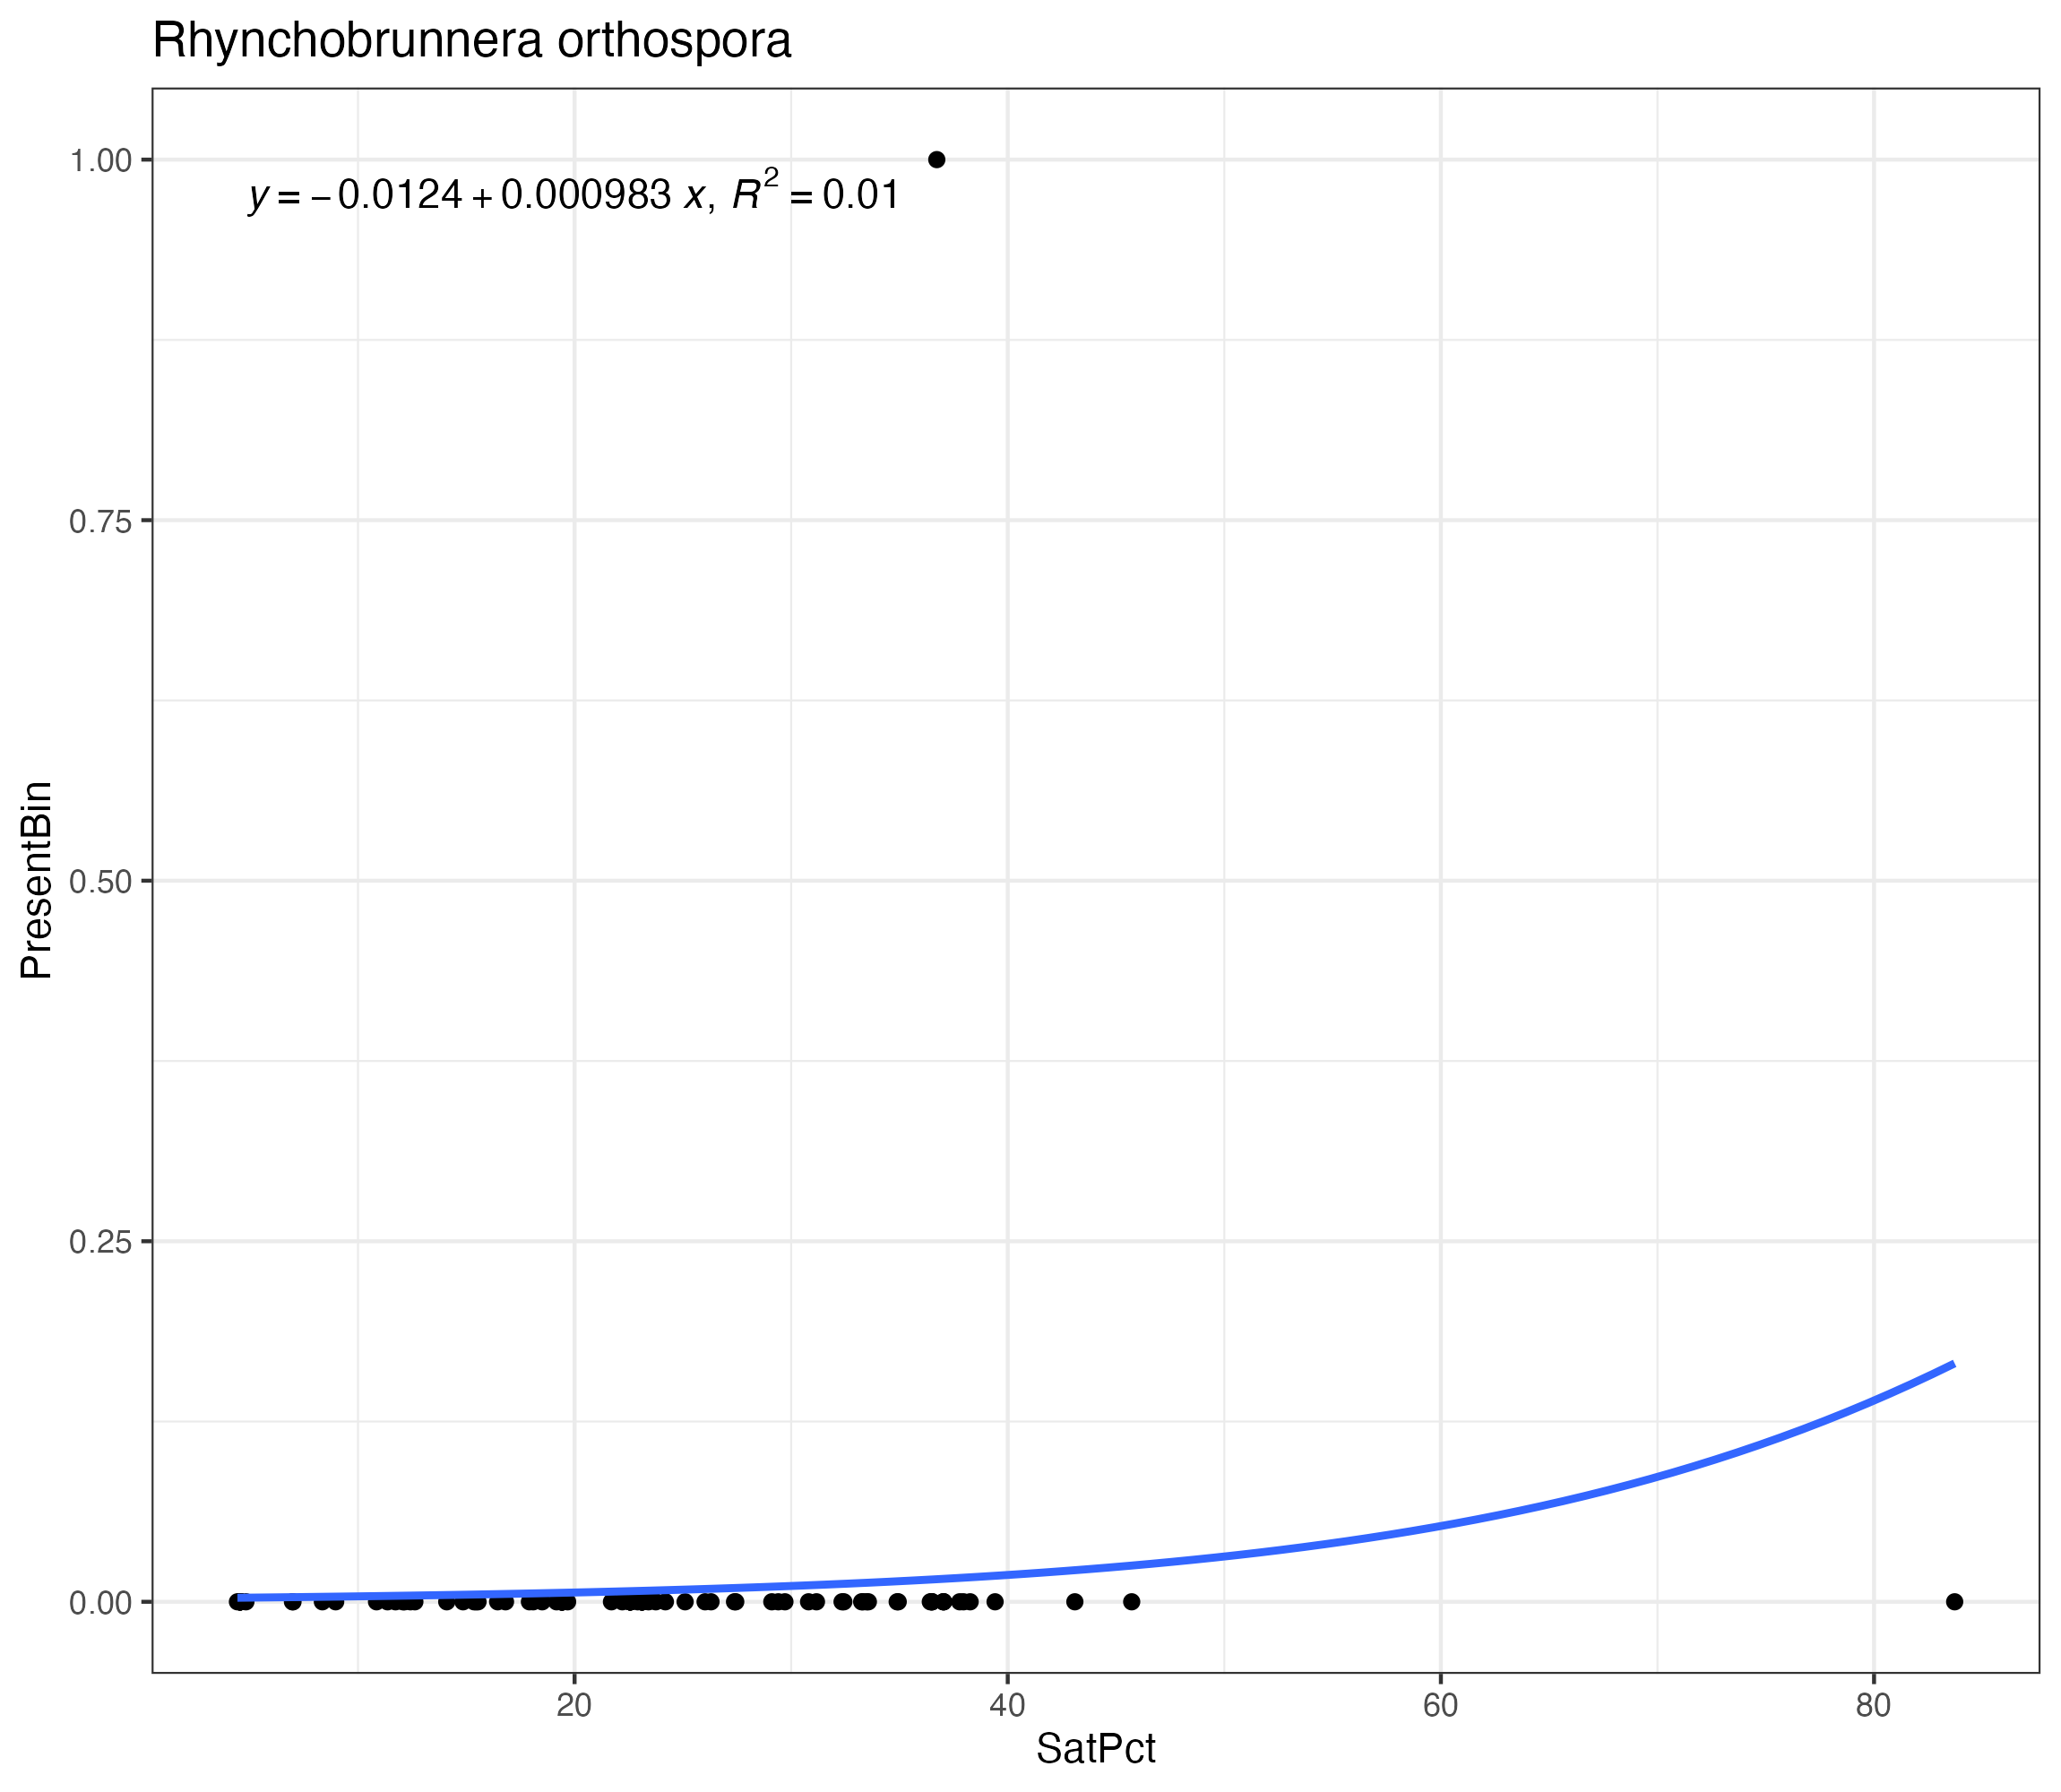 Rhynchobrunnera orthospora
y = −0.0124 + 0.000983 x, R² = 0.01
1.00
0.75
0.50
0.25
0.00
PresentBin
20 40 60 80
SatPct